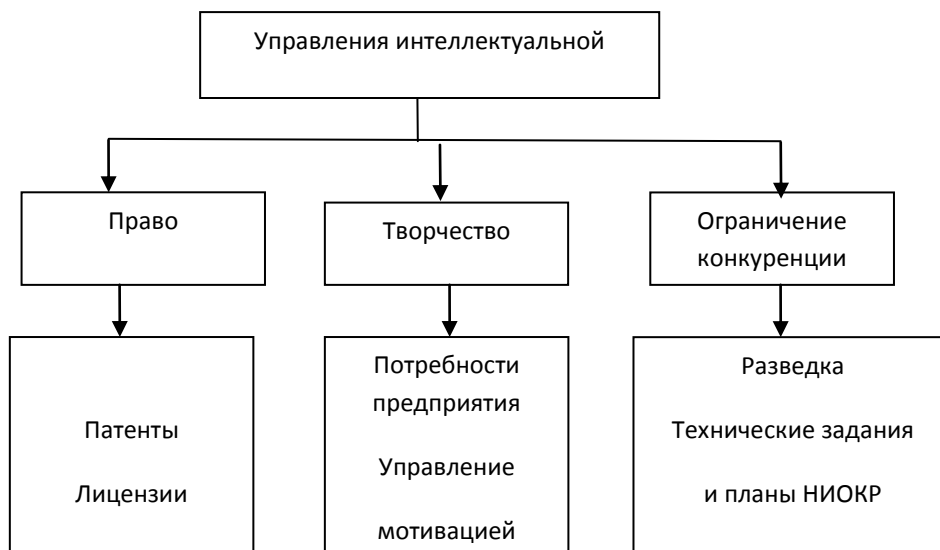 Управления интеллектуальной
Право
Творчество
Ограничение
конкуренции
Патенты
Лицензии
Потребности
предприятия
Управление
мотивацией
Разведка
Технические задания
и планы НИОКР